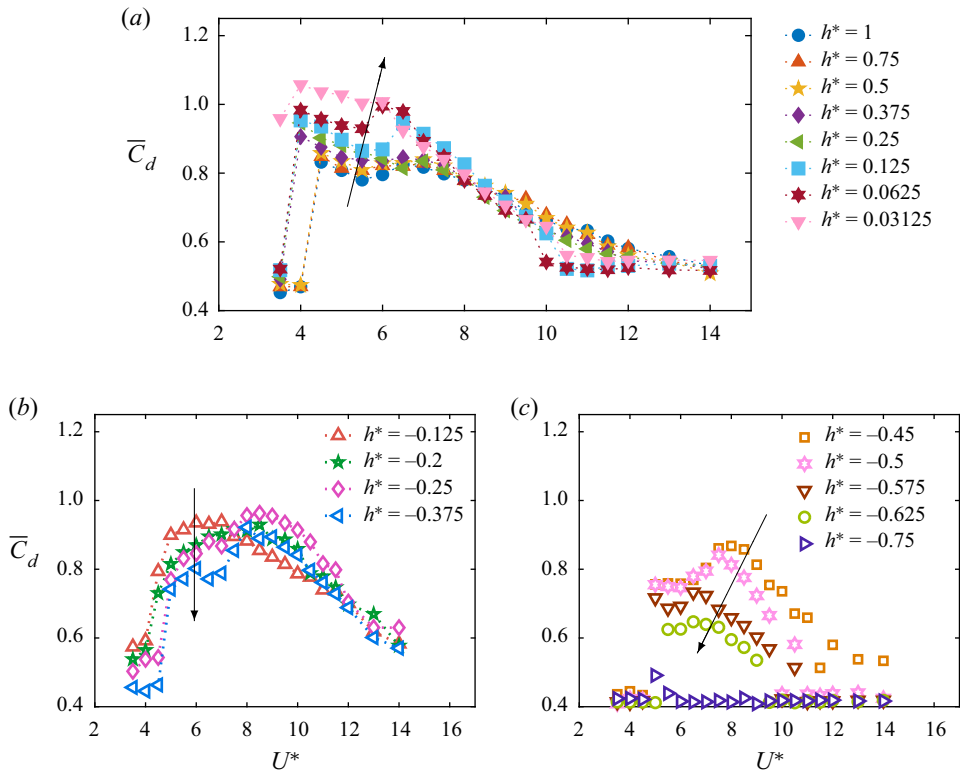 (a)
1.2
1.0
0.8
0.6
0.4
C̅d
2 4 6 8 10 12 14
h* = 1
h* = 0.75
h* = 0.5
h* = 0.375
h* = 0.25
h* = 0.125
h* = 0.0625
h* = 0.03125
(b)
1.2
1.0
0.8
0.6
0.4
C̅d
2 4 6 8 10 12 14 16
U*
h* = –0.125
h* = –0.2
h* = –0.25
h* = –0.375
(c)
1.2
1.0
0.8
0.6
0.4
2 4 6 8 10 12 14 16
U*
h* = –0.45
h* = –0.5
h* = –0.575
h* = –0.625
h* = –0.75